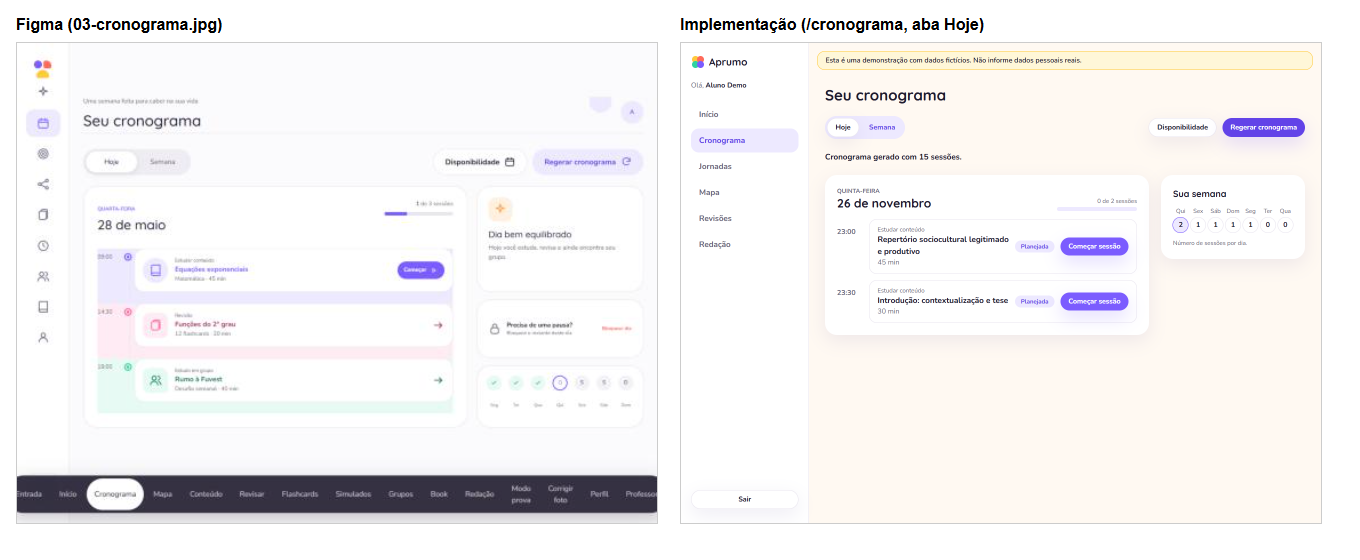 Figma (03-cronograma.jpg)
Uma semana feita para caber na sua vida
A
Seu cronograma
Hoje
Semana
Disponibilidade
Regerar cronograma
QUARTA-FEIRA
28 de maio
1 de 3 sessões
09:00
Estudar conteúdo
Equações exponenciais
Matemática · 45 min
Começar
14:30
Revisão
Funções do 2º grau
12 flashcards · 20 min
Estudo em grupo
Rumo à Fuvest
Desafio semanal · 45 min
Dia bem equilibrado
Hoje você estuda, revisa e ainda encontra seu
grupo.
Precisa de uma pausa?
Seg Ter Qua Qui Sex Sáb Dom
Entrada
Início
Cronograma
Mapa
Conteúdo
Revisar
Flashcards
Simulados
Grupos
Book
Redação
Modo
prova
Corrigir
foto
Perfil
Professor
Implementação (/cronograma, aba Hoje)
Aprumo
Olá, Aluno Demo
Início
Cronograma
Jornadas
Mapa
Revisões
Redação
Sair
Esta é uma demonstração com dados fictícios. Não informe dados pessoais reais.
Seu cronograma
Hoje
Semana
Disponibilidade
Regerar cronograma
Cronograma gerado com 15 sessões.
QUINTA-FEIRA
26 de novembro
0 de 2 sessões
23:00
Estudar conteúdo
Repertório sociocultural legitimado
e produtivo
45 min
Planejada
Começar sessão
23:30
Estudar conteúdo
Introdução: contextualização e tese
30 min
Planejada
Começar sessão
Sua semana
Qui Sex Sáb Dom Seg Ter Qua
2 1 1 1 1 0 0
Número de sessões por dia.